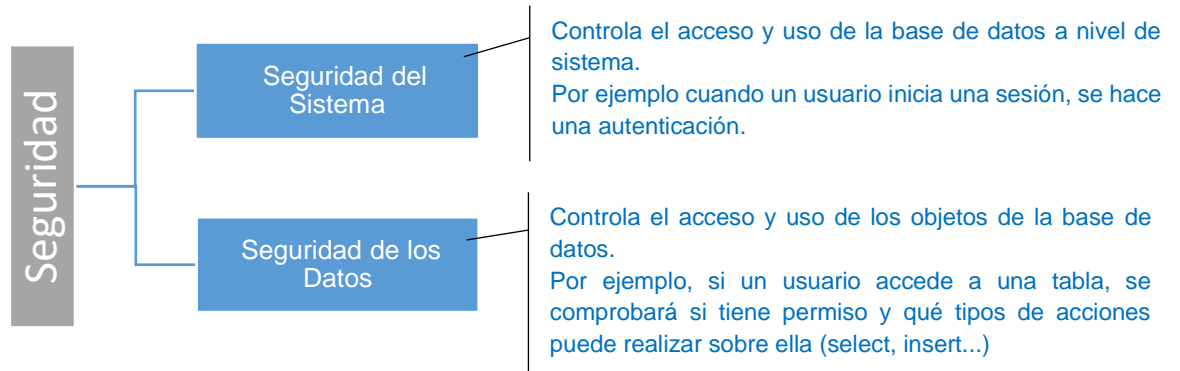 Seguridad
Seguridad del
Sistema
Controla el acceso y uso de la base de datos a nivel de
sistema.
Por ejemplo cuando un usuario inicia una sesión, se hace
una autenticación.
Seguridad de los
Datos
Controla el acceso y uso de los objetos de la base de
datos.
Por ejemplo, si un usuario accede a una tabla, se
comprobará si tiene permiso y qué tipos de acciones
puede realizar sobre ella (select, insert...)